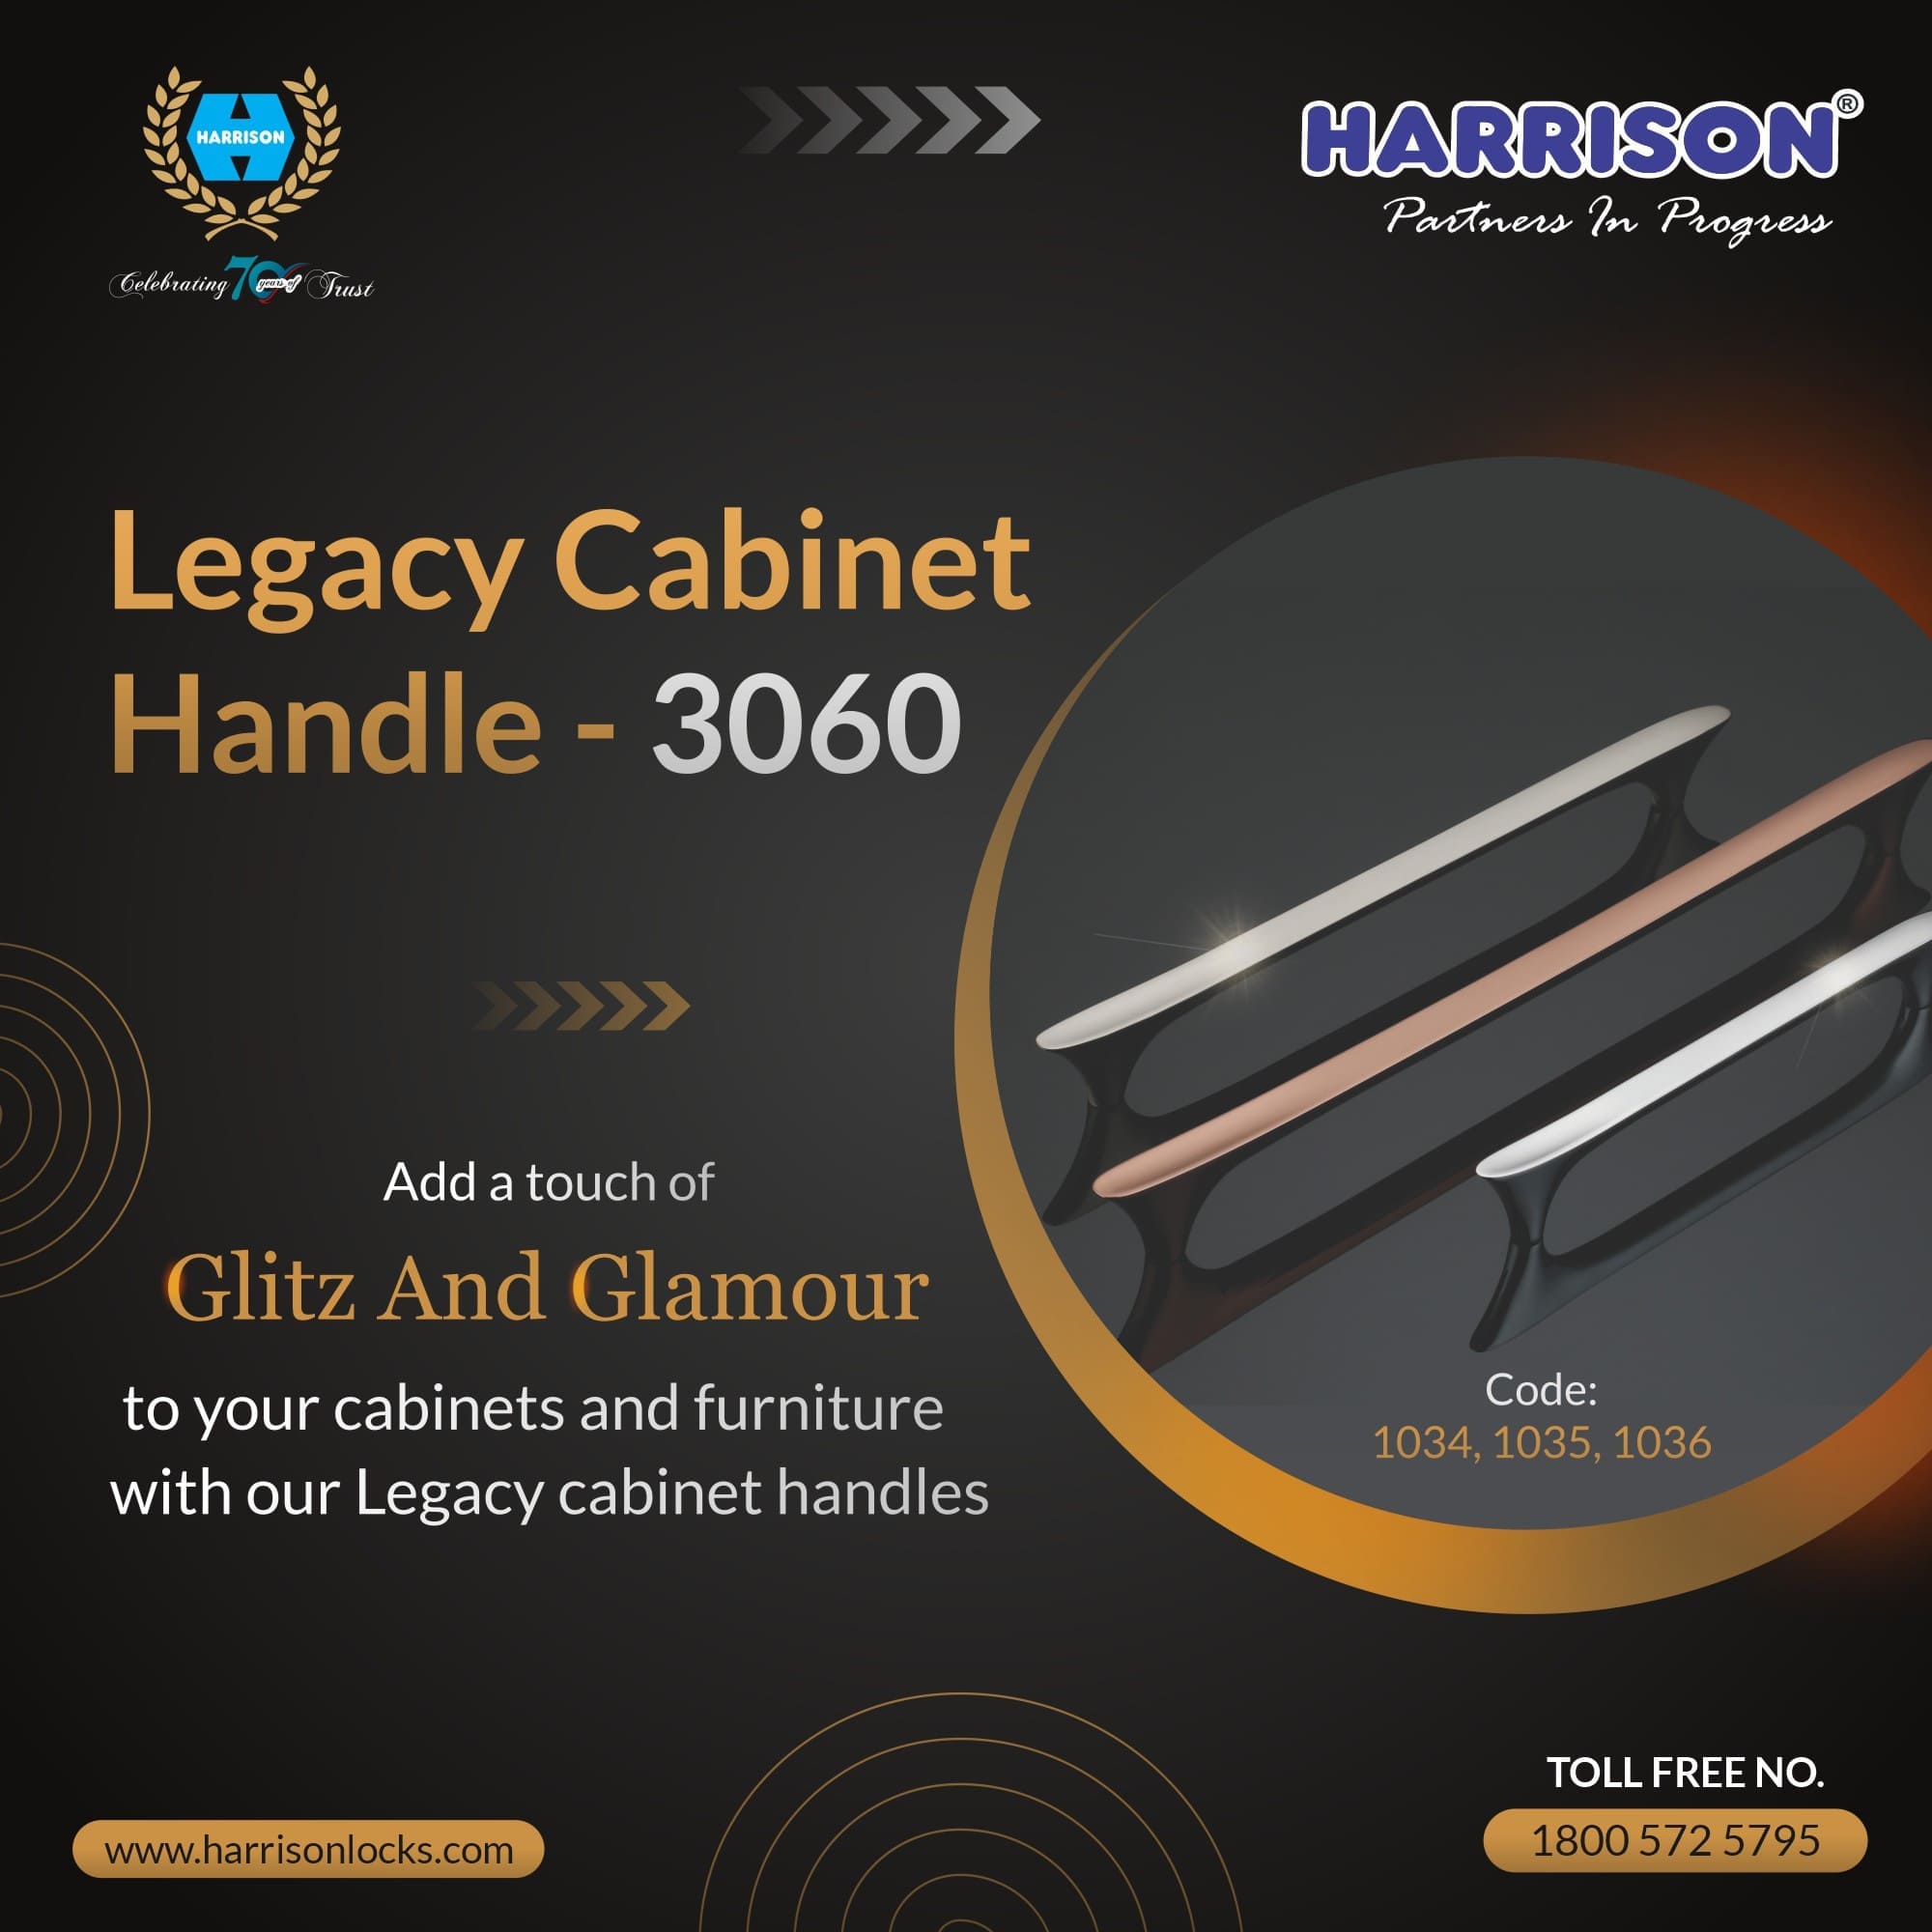 HARRISON
Celebrating 70 years of Trust
HARRISON®
Partners In Progress
Legacy Cabinet
Handle - 3060
Add a touch of
Glitz And Glamour
to your cabinets and furniture
with our Legacy cabinet handles
Code:
1034, 1035, 1036
www.harrisonlocks.com
TOLL FREE NO.
1800 572 5795